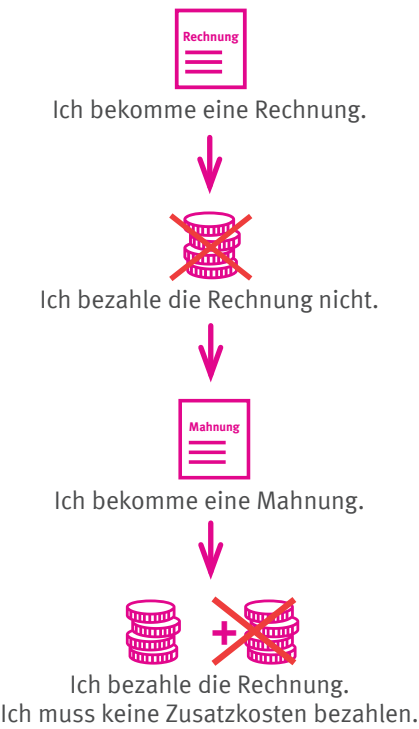 Rechnung
Ich bekomme eine Rechnung.
Ich bezahle die Rechnung nicht.
Mahnung
Ich bekomme eine Mahnung.
Ich bezahle die Rechnung.
Ich muss keine Zusatzkosten bezahlen.